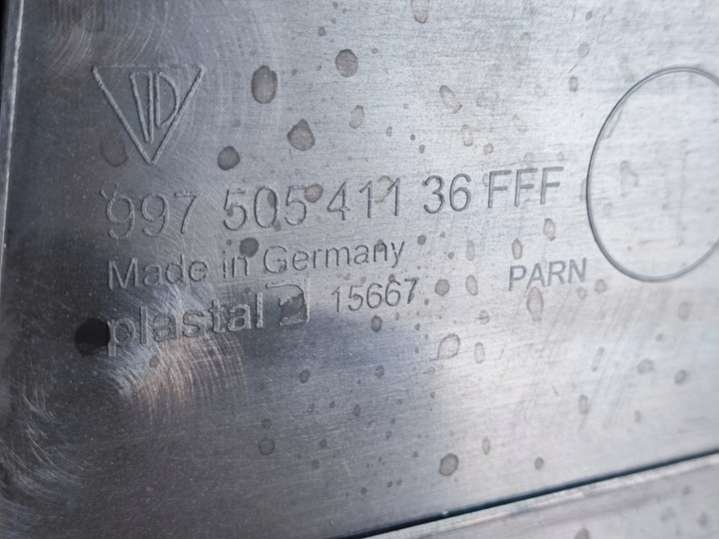 997 505 411 36 FFF
Made in Germany
PARN
plastal 15667